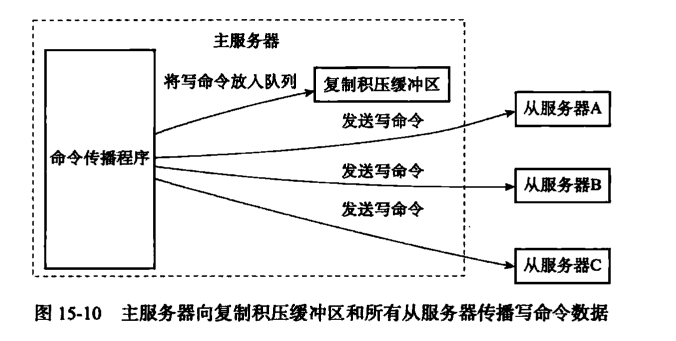 主服务器
将写命令放入队列
复制积压缓冲区
发送写命令
从服务器A
命令传播程序
发送写命令
从服务器B
发送写命令
从服务器C
图 15-10 主服务器向复制积压缓冲区和所有从服务器传播写命令数据